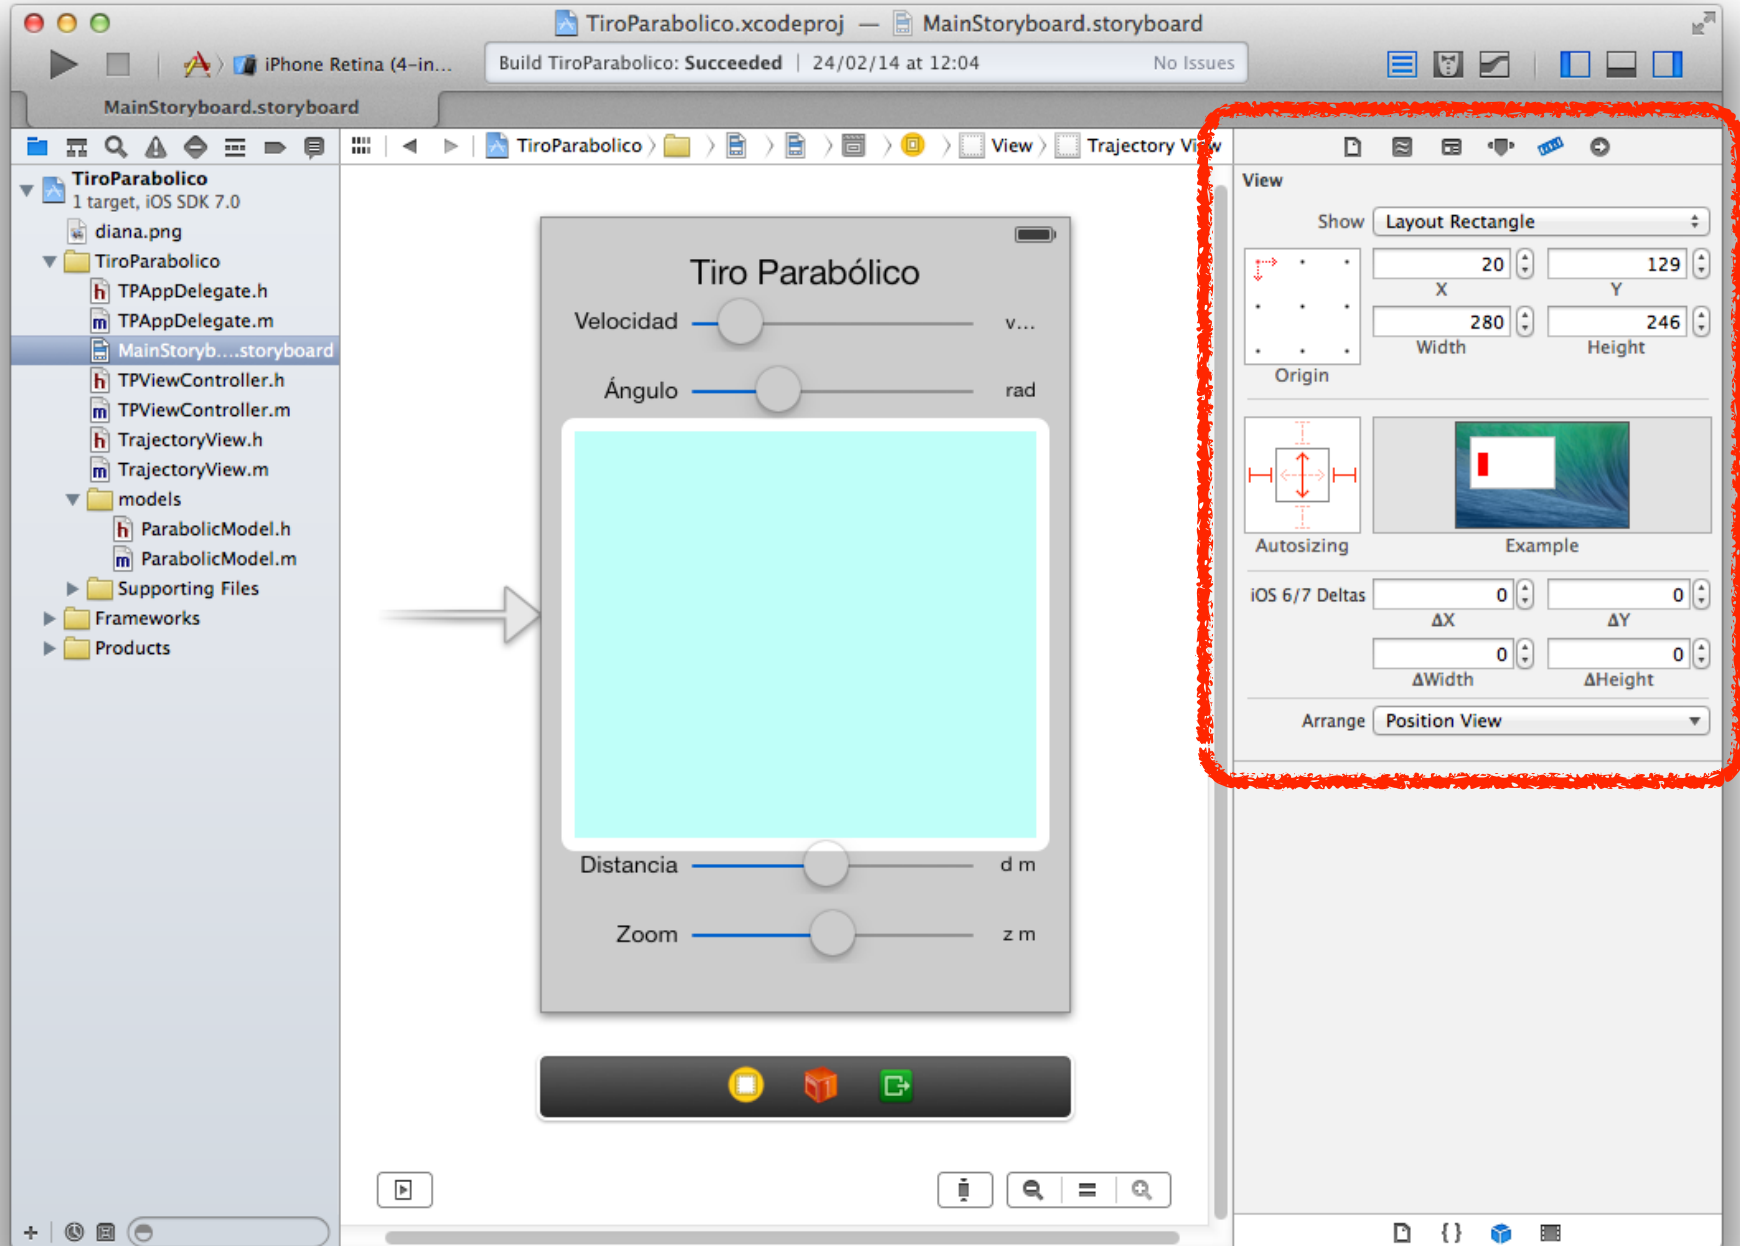 TiroParabolico.xcodeproj — MainStoryboard.storyboard
iPhone Retina (4-in...
Build TiroParabolico: Succeeded | 24/02/14 at 12:04
No Issues
MainStoryboard.storyboard
TiroParabolico
View
Trajectory View
TiroParabolico
1 target, iOS SDK 7.0
diana.png
TiroParabolico
TPAppDelegate.h
TPAppDelegate.m
MainStoryb....storyboard
TPViewController.h
TPViewController.m
TrajectoryView.h
TrajectoryView.m
models
ParabolicModel.h
ParabolicModel.m
Supporting Files
Frameworks
Products
Tiro Parabólico
Velocidad
v...
Ángulo
rad
Distancia
d m
Zoom
z m
View
Show Layout Rectangle
20 129
X Y
280 246
Width Height
Origin
Autosizing Example
iOS 6/7 Deltas 0 0
ΔX ΔY
0 0
ΔWidth ΔHeight
Arrange Position View